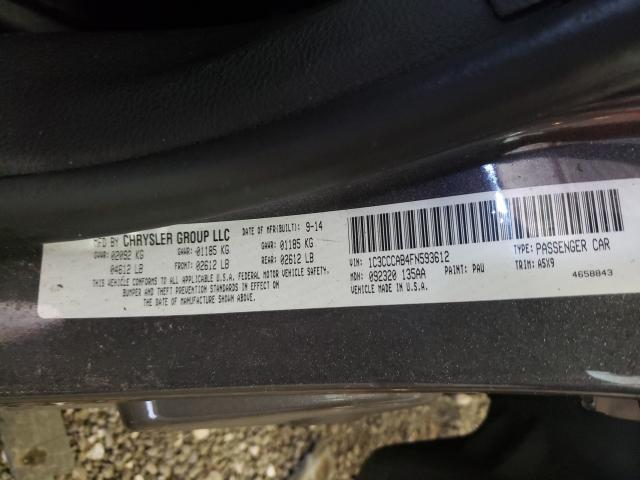 MFD BY CHRYSLER GROUP LLC
DATE OF MFR(BUILT): 9-14
GVWR: 02092 KG
GAWR: 01185 KG
GAWR: 01185 KG
04612 LB
FRONT: 02612 LB
REAR: 02612 LB
THIS VEHICLE CONFORMS TO ALL APPLICABLE U.S.A. FEDERAL MOTOR VEHICLE SAFETY,
BUMPER AND THEFT PREVENTION STANDARDS IN EFFECT ON
THE DATE OF MANUFACTURE SHOWN ABOVE.
VIN: 1C3CCCAB4FN593612
TYPE: PASSENGER CAR
MDH: 092320 135AA
PAINT: PAU
TRIM: A5X9
VEHICLE MADE IN U.S.A.
4658843